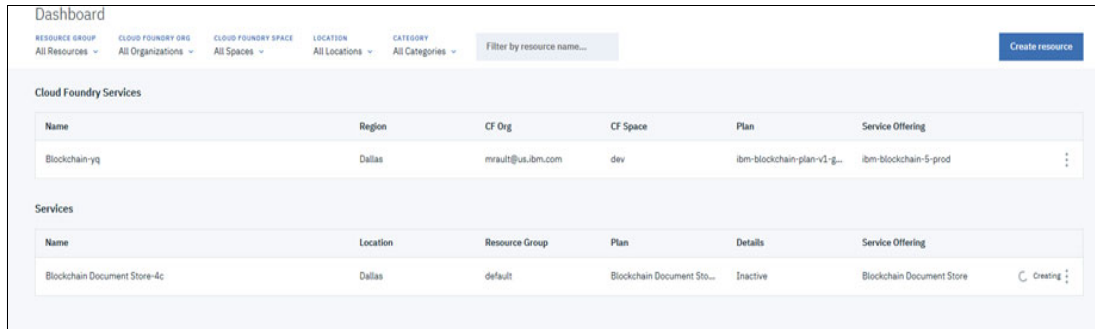 Dashboard
RESOURCE GROUP CLOUD FOUNDRY ORG CLOUD FOUNDRY SPACE LOCATION CATEGORY
All Resources All Organizations All Spaces All Locations All Categories Filter by resource name... Create resource
Cloud Foundry Services
Name Region CF Org CF Space Plan Service Offering
Blockchain-yq Dallas mrault@us.ibm.com dev ibm-blockchain-plan-v1-g... ibm-blockchain-5-prod
Services
Name Location Resource Group Plan Details Service Offering
Blockchain Document Store-4c Dallas default Blockchain Document Sto... Inactive Blockchain Document Store Creating